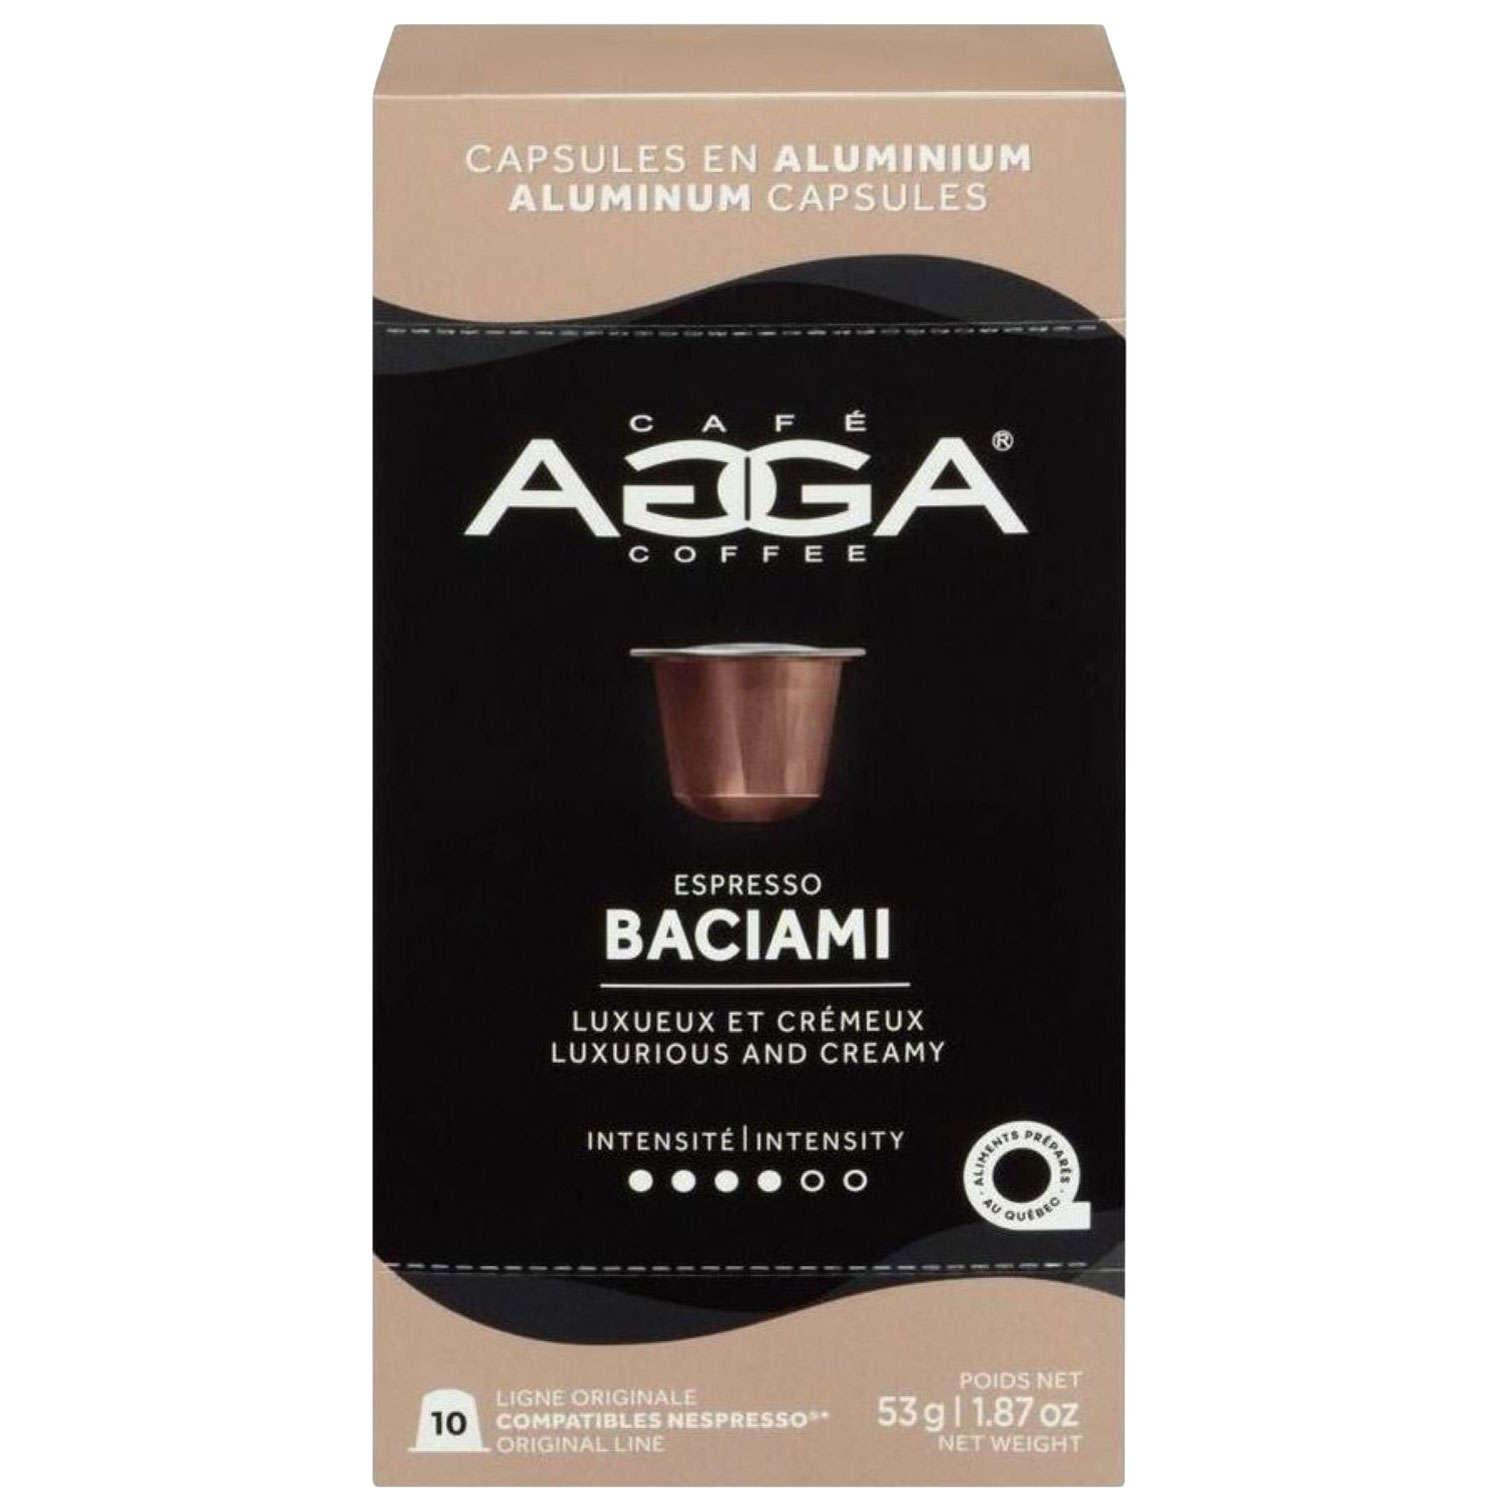 CAPSULES EN ALUMINIUM
ALUMINUM CAPSULES
CAFÉ
AGGA®
COFFEE
ESPRESSO
BACIAMI
LUXUEUX ET CRÉMEUX
LUXURIOUS AND CREAMY
INTENSITÉ|INTENSITY
ALIMENTS PRÉPARÉS
· AU QUÉBEC ·
10
LIGNE ORIGINALE
COMPATIBLES NESPRESSO®*
ORIGINAL LINE
POIDS NET
53 g | 1.87 oz
NET WEIGHT